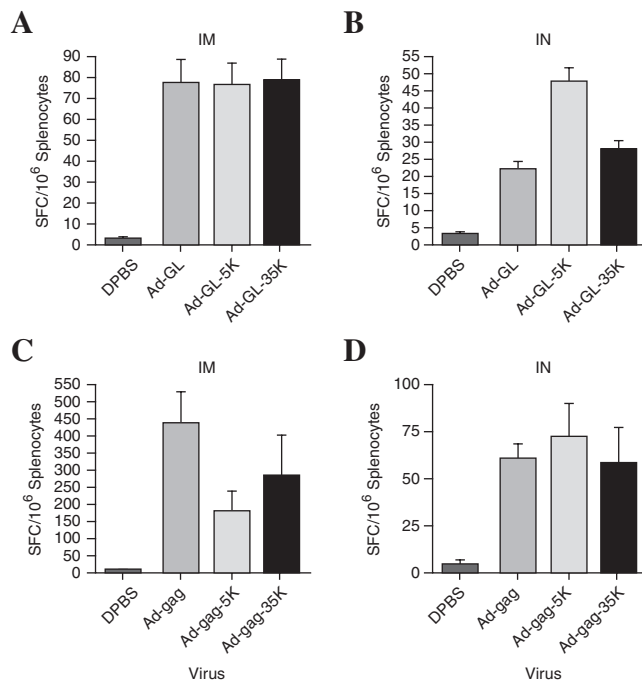 A
IM
SFC/10^6 Splenocytes
90
80
70
60
50
40
30
20
10
0
DPBS
Ad-GL
Ad-GL-5K
Ad-GL-35K
B
IN
SFC/10^6 Splenocytes
55
50
45
40
35
30
25
20
15
10
5
0
DPBS
Ad-GL
Ad-GL-5K
Ad-GL-35K
C
IM
SFC/10^6 Splenocytes
550
500
450
400
350
300
250
200
150
100
50
0
DPBS
Ad-gag
Ad-gag-5K
Ad-gag-35K
Virus
D
IN
SFC/10^6 Splenocytes
100
75
50
25
0
DPBS
Ad-gag
Ad-gag-5K
Ad-gag-35K
Virus